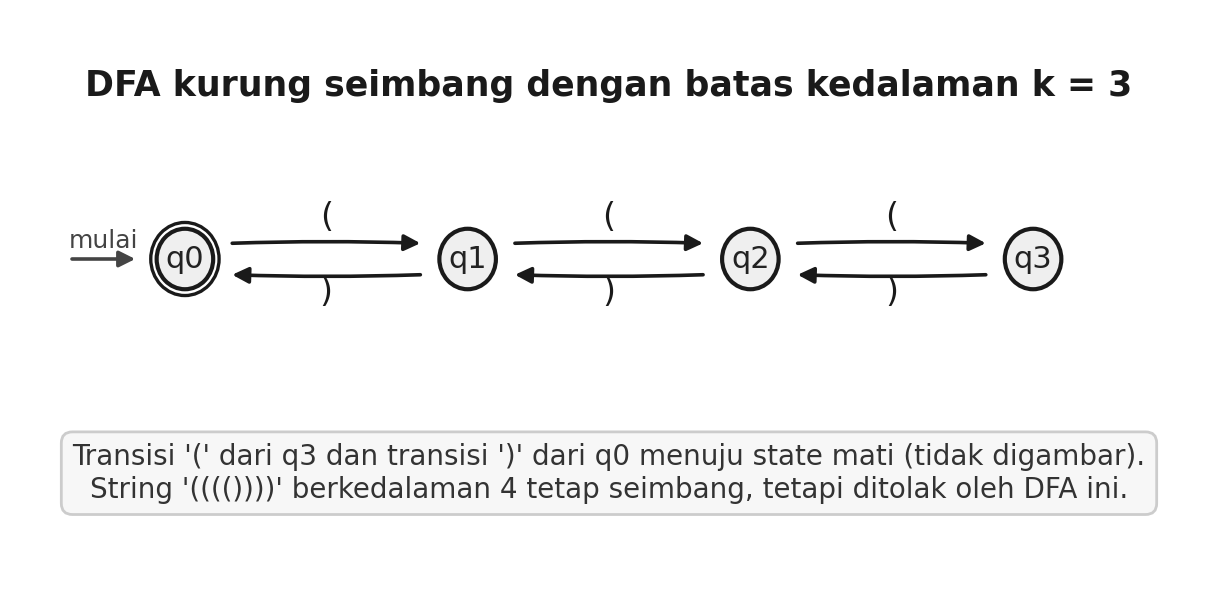 DFA kurung seimbang dengan batas kedalaman k = 3
( ( (
mulai
q0 q1 q2 q3
) ) )
Transisi '(' dari q3 dan transisi ')' dari q0 menuju state mati (tidak digambar).
String '(((())))' berkedalaman 4 tetap seimbang, tetapi ditolak oleh DFA ini.